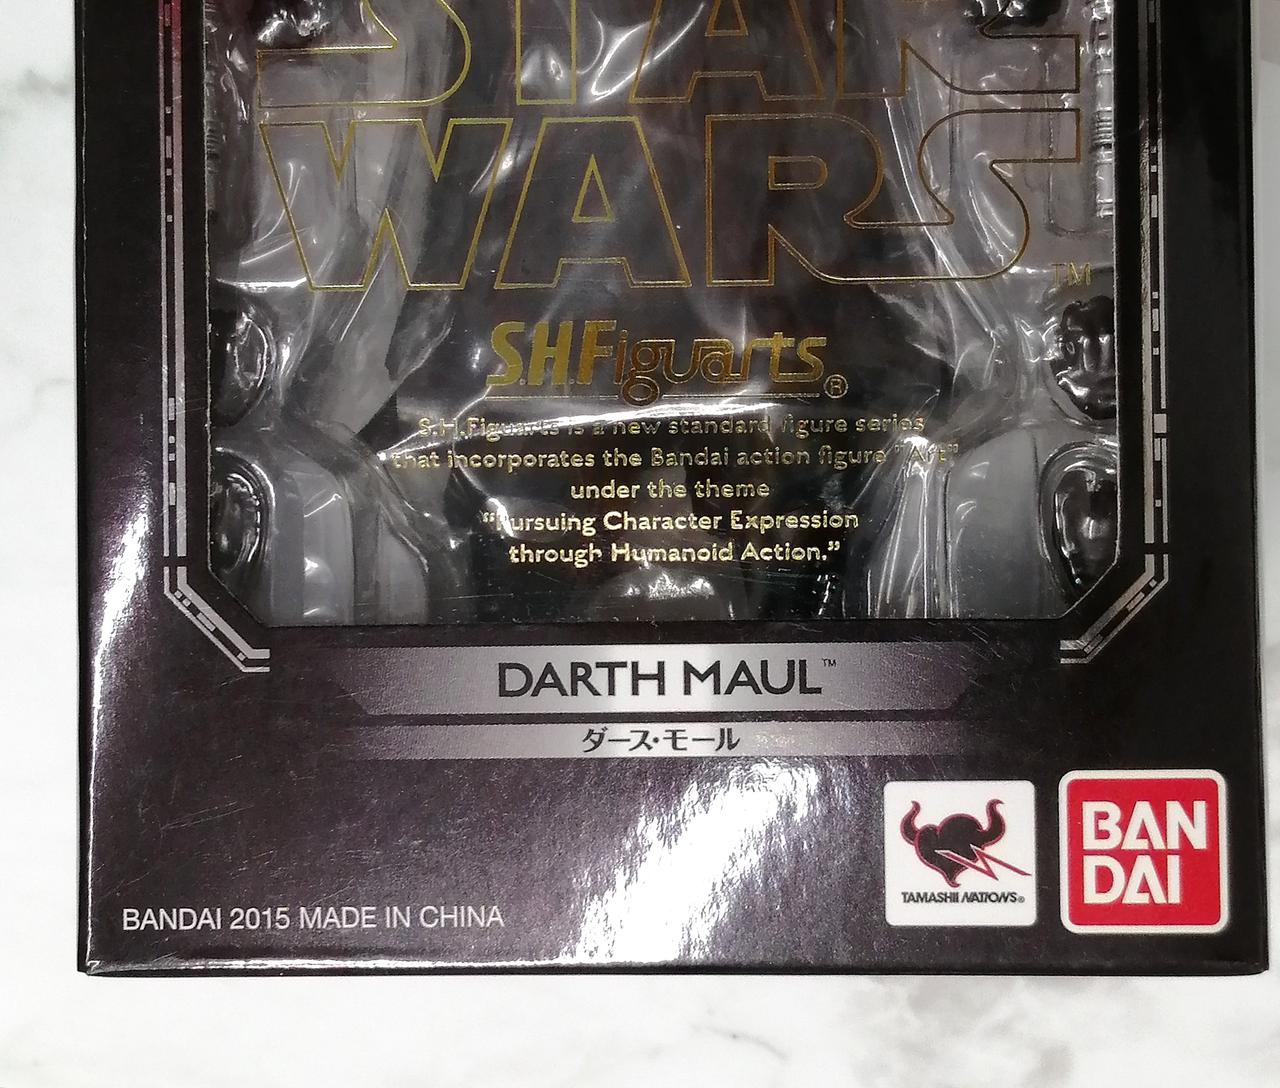 STAR
WARS
TM
S.H.Figuarts®
S.H.Figuarts is a new standard figure series
that incorporates the Bandai action figure "Art"
under the theme
“Pursuing Character Expression
through Humanoid Action.”
DARTH MAUL™
ダース・モール
TAMASHII NATIONS®
BAN
DAI
BANDAI 2015 MADE IN CHINA